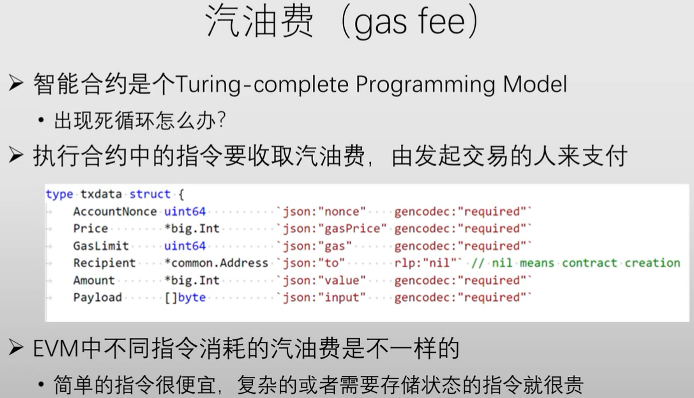 汽油费（gas fee）
➢ 智能合约是个Turing-complete Programming Model
• 出现死循环怎么办？
➢ 执行合约中的指令要收取汽油费，由发起交易的人来支付
type txdata struct {
AccountNonce uint64 `json:"nonce" gencodec:"required"`
Price *big.Int `json:"gasPrice" gencodec:"required"`
GasLimit uint64 `json:"gas" gencodec:"required"`
Recipient *common.Address `json:"to" rlp:"nil"` // nil means contract creation
Amount *big.Int `json:"value" gencodec:"required"`
Payload []byte `json:"input" gencodec:"required"`
➢ EVM中不同指令消耗的汽油费是不一样的
• 简单的指令很便宜，复杂的或者需要存储状态的指令就很贵